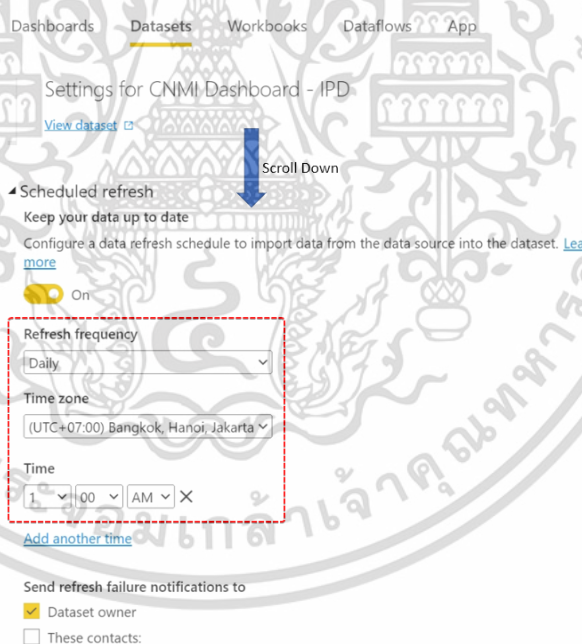 Dashboards Datasets Workbooks Dataflows App
Settings for CNMI Dashboard - IPD
View dataset
Scroll Down
Scheduled refresh
Keep your data up to date
Configure a data refresh schedule to import data from the data source into the dataset. Lea
more
On
Refresh frequency
Daily
Time zone
(UTC+07:00) Bangkok, Hanoi, Jakarta
Time
1 00 AM
Add another time
Send refresh failure notifications to
Dataset owner
These contacts: